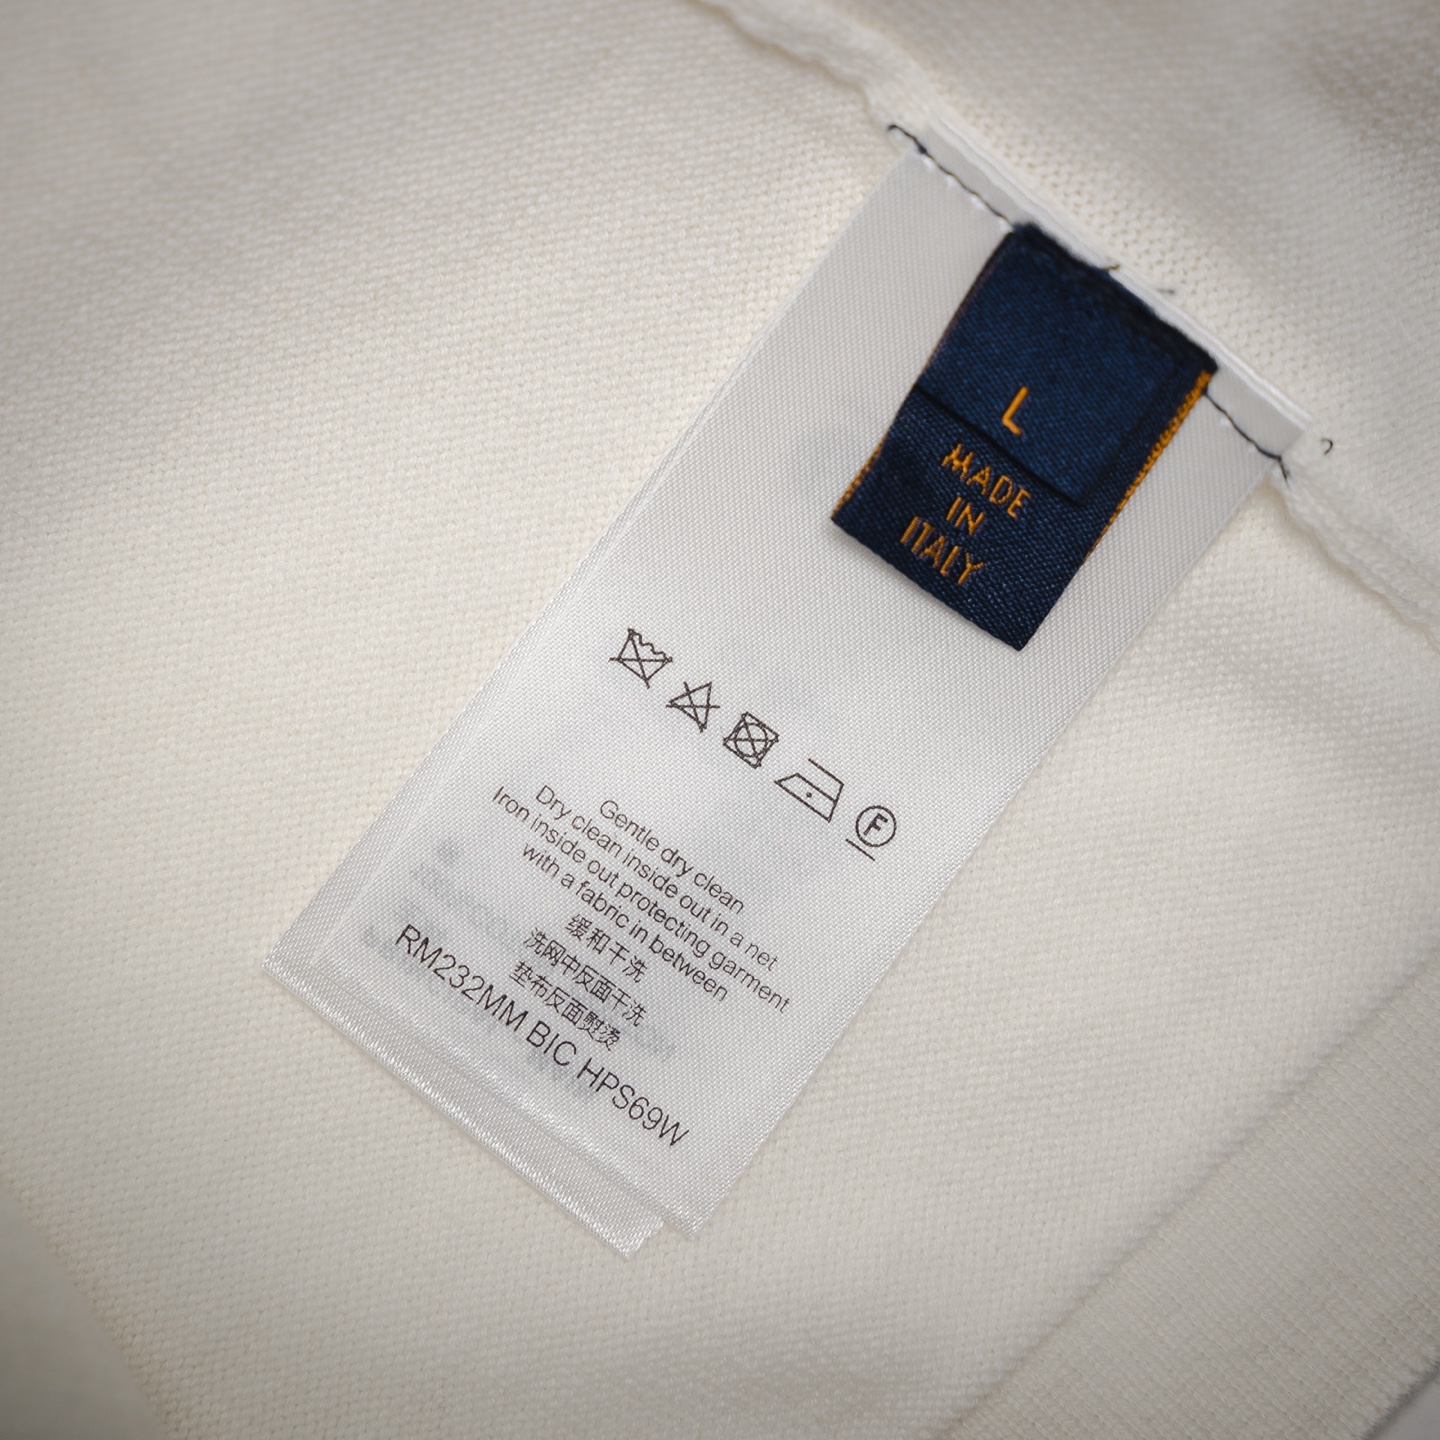 L
MADE
IN
ITALY
F
Gentle dry clean
Dry clean inside out in a net
Iron inside out protecting garment
with a fabric in between
缓和干洗
洗网中反面干洗
垫布反面熨烫
RM232MM BIC HPS69W